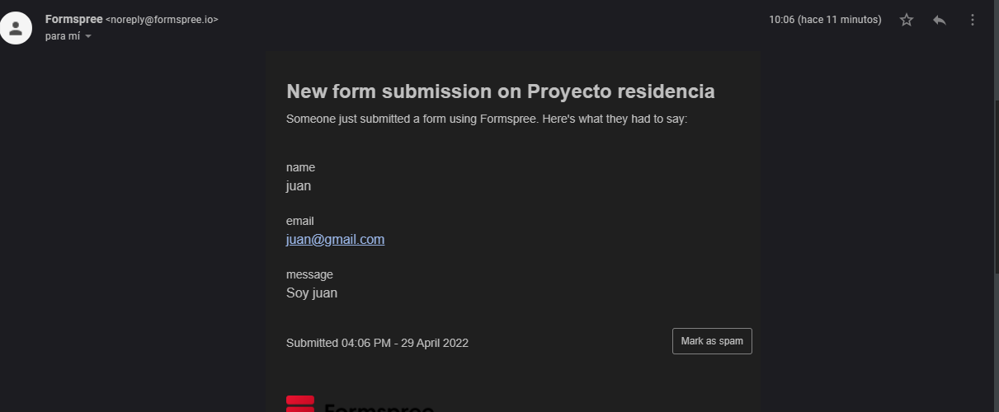 Formspree <noreply@formspree.io>
10:06 (hace 11 minutos)
para mí
New form submission on Proyecto residencia
Someone just submitted a form using Formspree. Here's what they had to say:
name
juan
email
juan@gmail.com
message
Soy juan
Submitted 04:06 PM - 29 April 2022
Mark as spam
Formspree